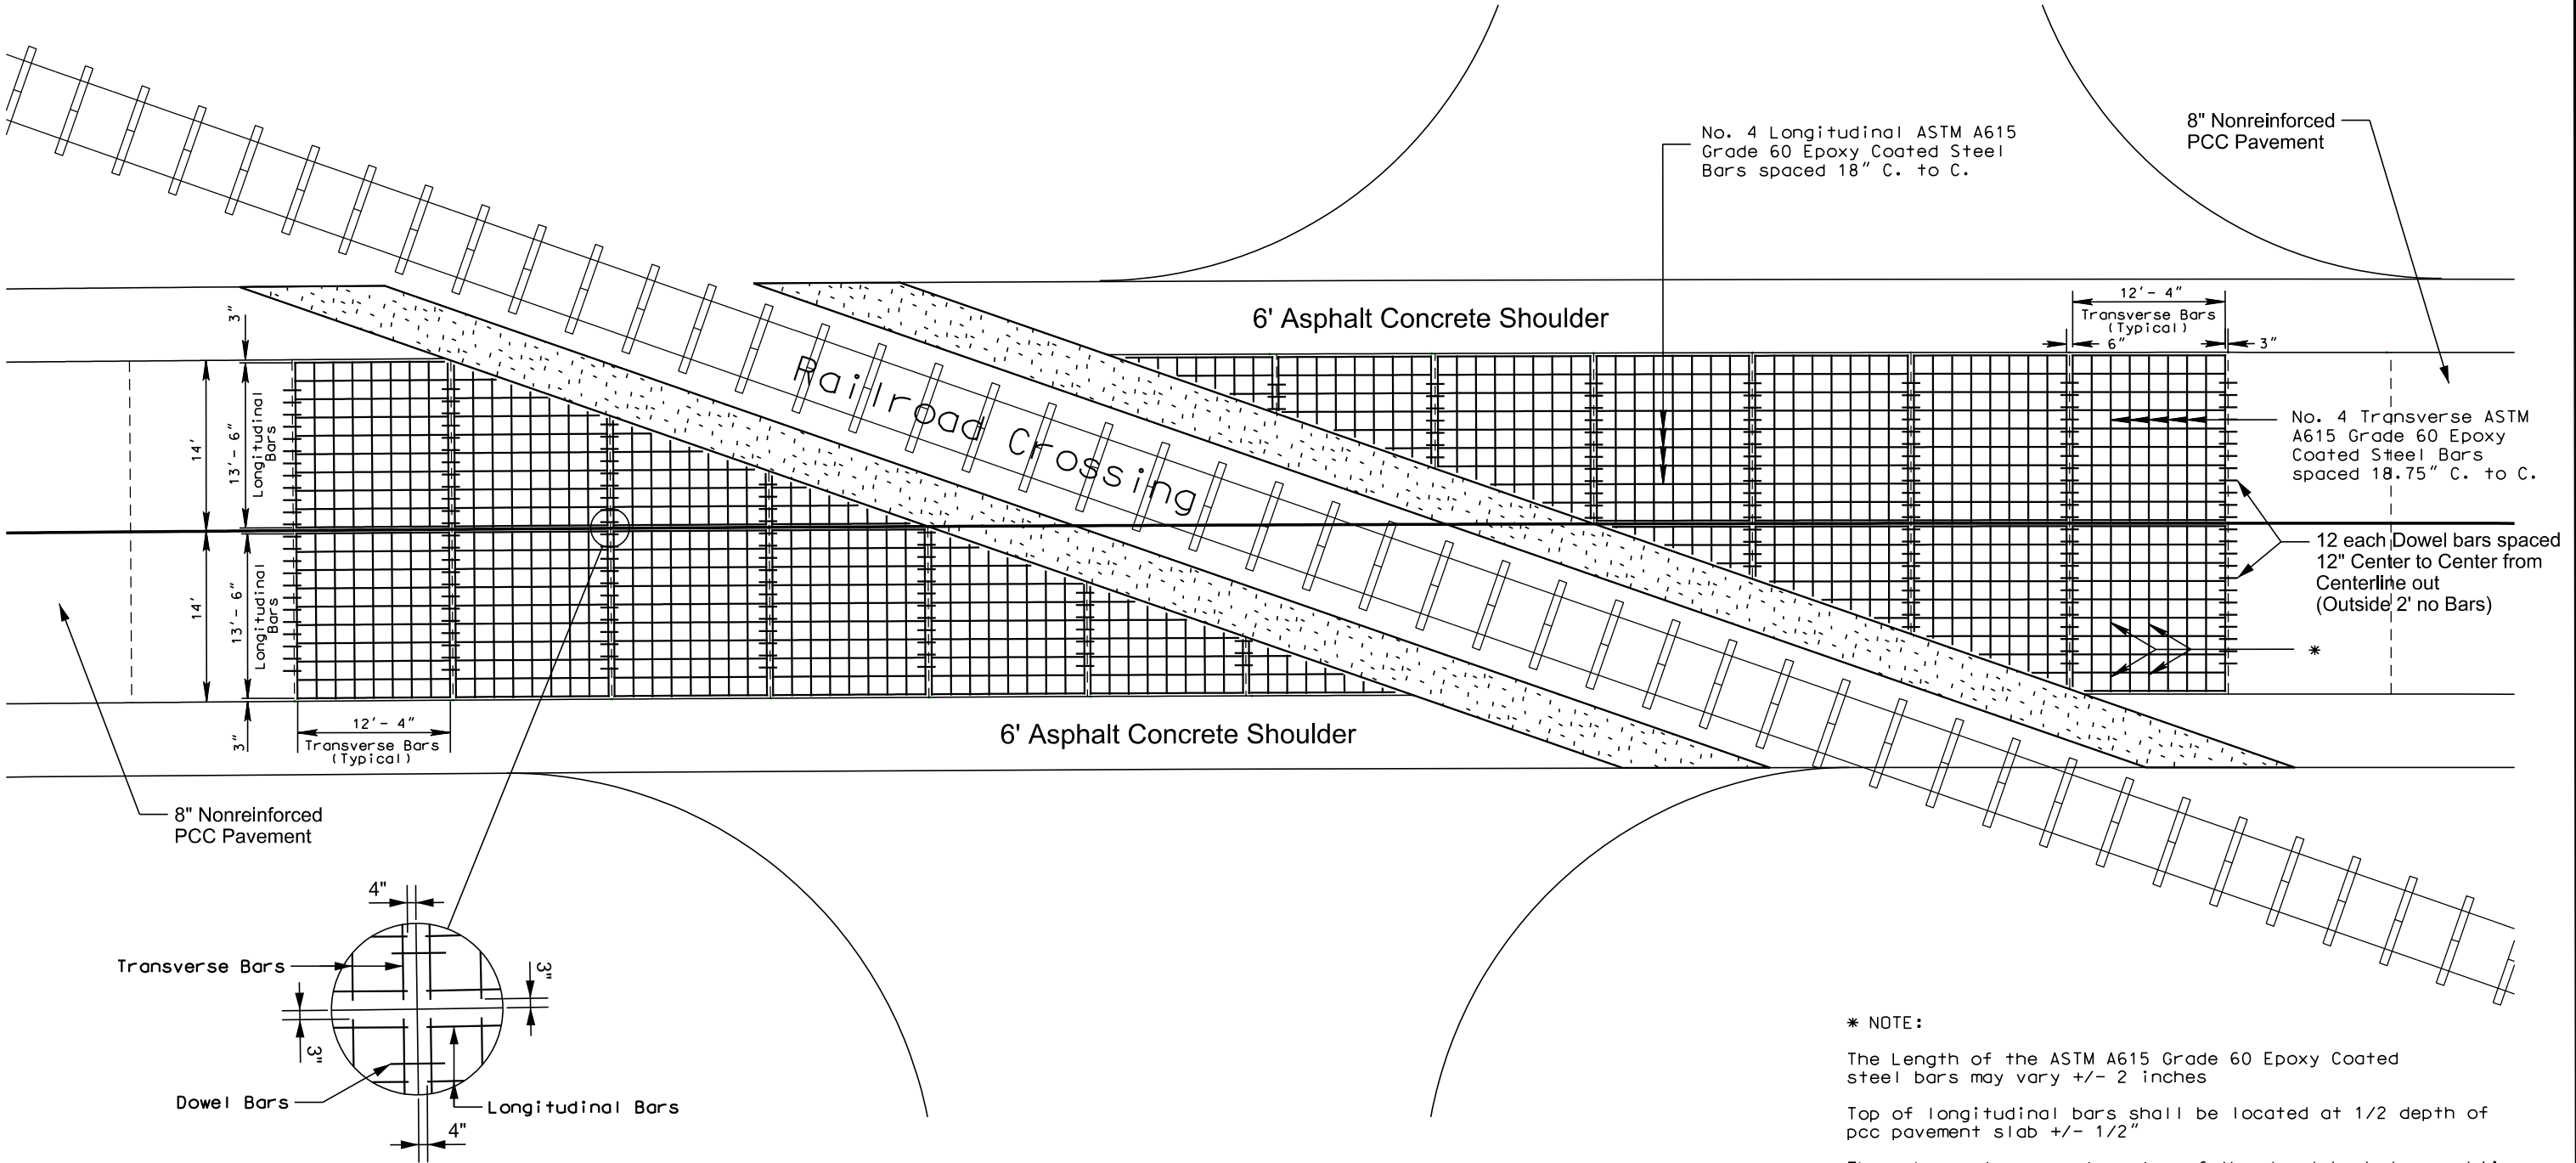 No. 4 Longitudinal ASTM A615
Grade 60 Epoxy Coated Steel
Bars spaced 18" C. to C.
8" Nonreinforced
PCC Pavement
6' Asphalt Concrete Shoulder
12'- 4"
Transverse Bars
(Typical)
6"
3"
3"
14'
13'- 6"
Longitudinal
Bars
Railroad Crossing
No. 4 Transverse ASTM
A615 Grade 60 Epoxy
Coated Steel Bars
spaced 18.75" C. to C.
14'
13'- 6"
Longitudinal
Bars
12 each Dowel bars spaced
12" Center to Center from
Centerline out
(Outside 2' no Bars)
*
3"
12'- 4"
Transverse Bars
(Typical)
6' Asphalt Concrete Shoulder
8" Nonreinforced
PCC Pavement
4"
Transverse Bars
3"
3"
Dowel Bars
Longitudinal Bars
4"
* NOTE:
The Length of the ASTM A615 Grade 60 Epoxy Coated
steel bars may vary +/- 2 inches
Top of longitudinal bars shall be located at 1/2 depth of
pcc pavement slab +/- 1/2"